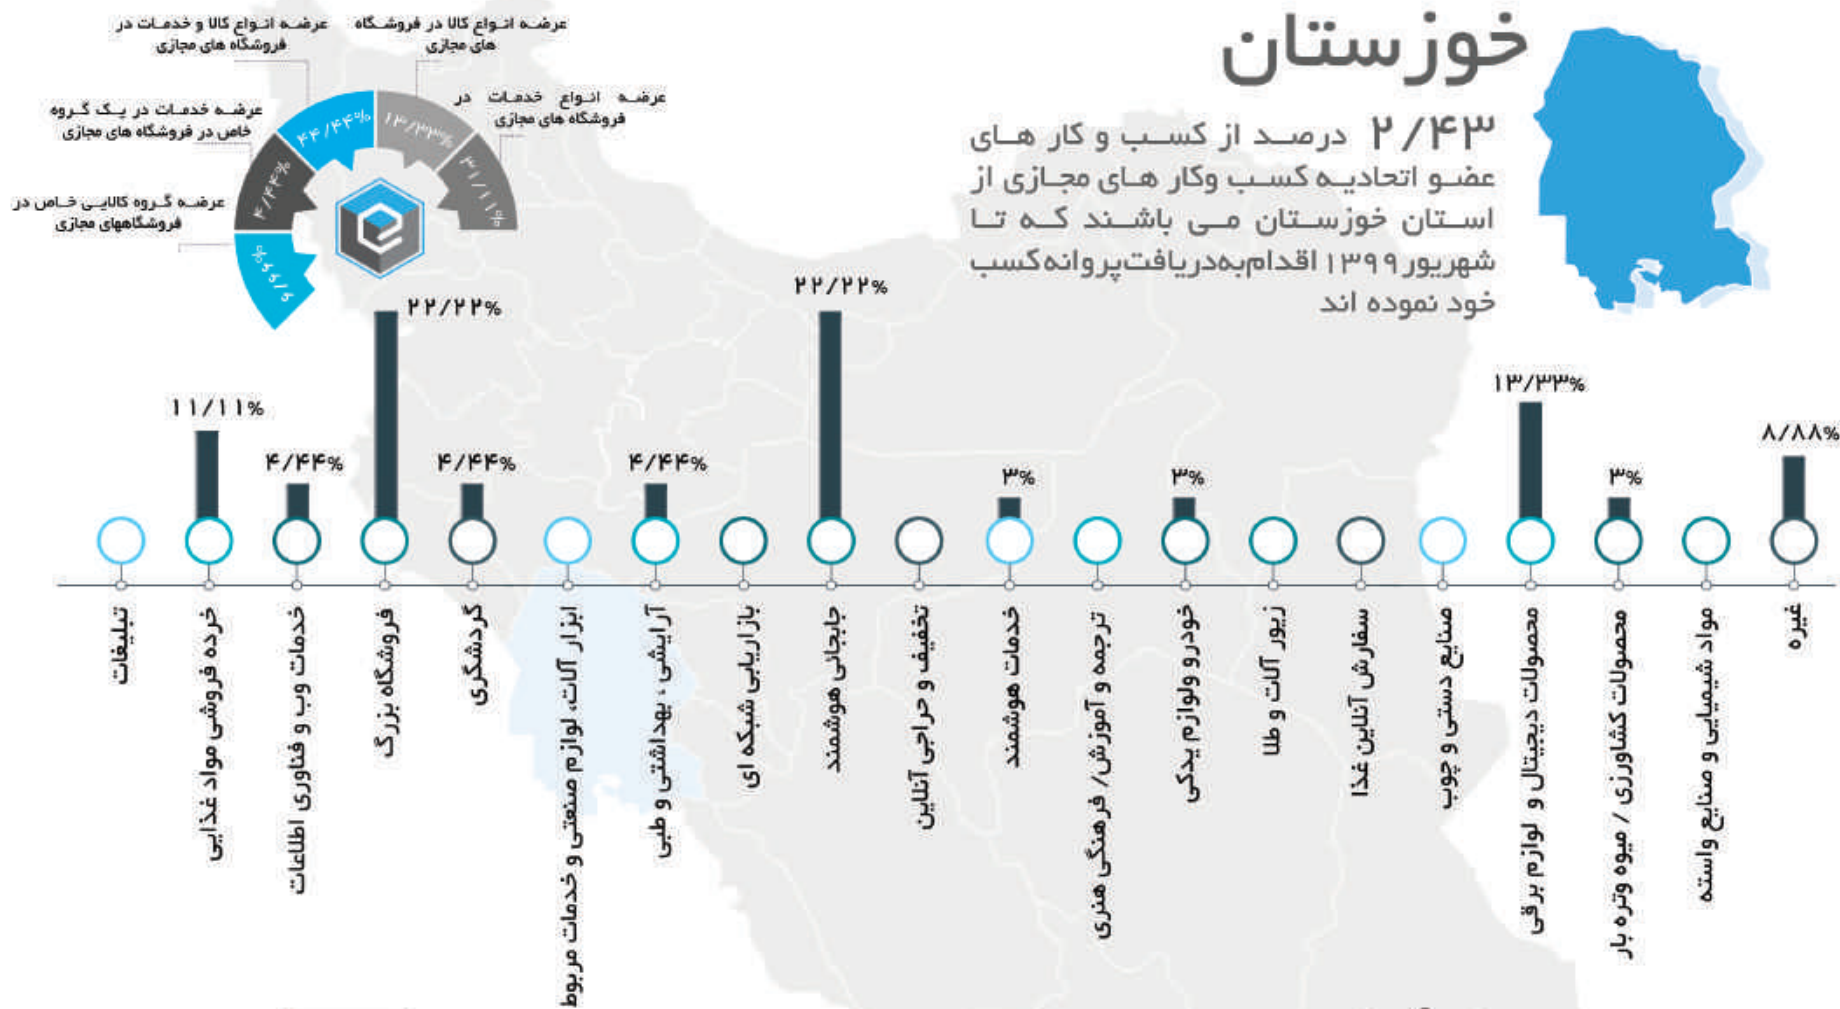 خوزستان
۲/۴۳ درصد از کسب و کار های
عضو اتحادیه کسب وکار های مجازی از
استان خوزستان می باشند که تا
شهریور ۱۳۹۹ اقدام به دریافت پروانه کسب
خود نموده اند
عرضه انواع کالا در فروشگاه
های مجازی
عرضه انواع کالا و خدمات در
فروشگاه های مجازی
عرضه انواع خدمات در
فروشگاه های مجازی
عرضه خدمات در یک گروه
خاص در فروشگاه های مجازی
عرضه گروه کالایی خاص در
فروشگاههای مجازی
۳۱/۱۱%
۱۳/۳۳%
۴۴/۴۴%
۴/۴۴%
۶/۶۶%
۸/۸۸%
۳%
۱۳/۳۳%
۳%
۳%
۲۲/۲۲%
۴/۴۴%
۴/۴۴%
۲۲/۲۲%
۴/۴۴%
۱۱/۱۱%
غیره
مواد شیمیایی و صنایع واسته
محصولات کشاورزی / میوه وتره بار
محصولات دیجیتال و لوازم برقی
صنایع دستی و چوب
سفارش آنلاین غذا
زیور آلات و طلا
خودرو ولوازم یدکی
ترجمه و آموزش/ فرهنگی هنری
خدمات هوشمند
تخفیف و حراجی آنلاین
جابجائی هوشمند
بازاریابی شبکه ای
آرایشی ، بهداشتی و طبی
ابزار آلات، لوازم صنعتی و خدمات مربوط
گردشگری
فروشگاه بزرگ
خدمات وب و فناوری اطلاعات
خرده فروشی مواد غذایی
تبلیغات